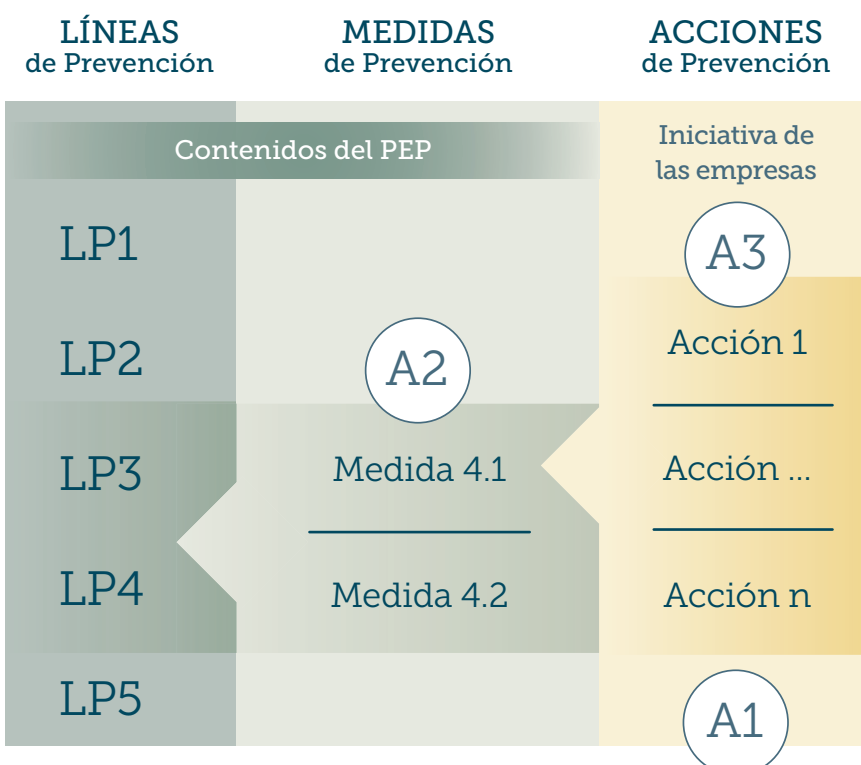 LÍNEAS
de Prevención
MEDIDAS
de Prevención
ACCIONES
de Prevención
Contenidos del PEP
Iniciativa de
las empresas
LP1
LP2
LP3
LP4
LP5
A2
Medida 4.1
Medida 4.2
A3
Acción 1
Acción ...
Acción n
A1